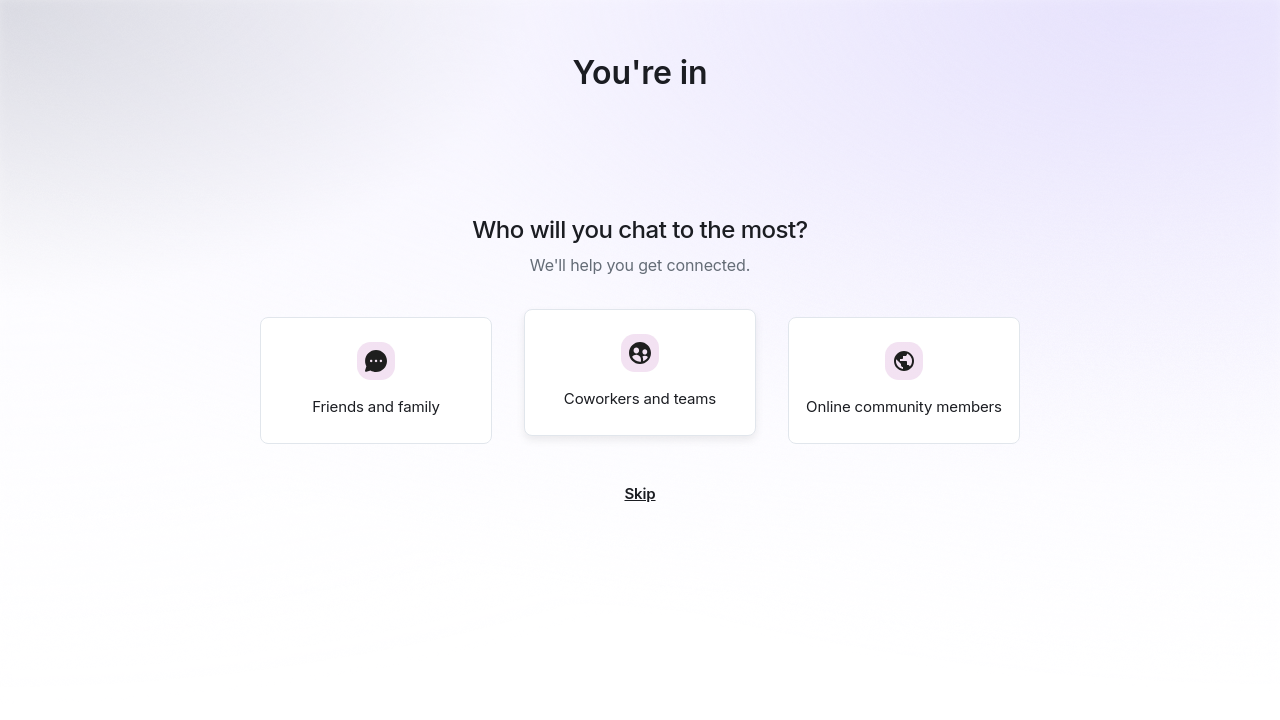 You're in
Who will you chat to the most?
We'll help you get connected.
Friends and family
Coworkers and teams
Online community members
Skip